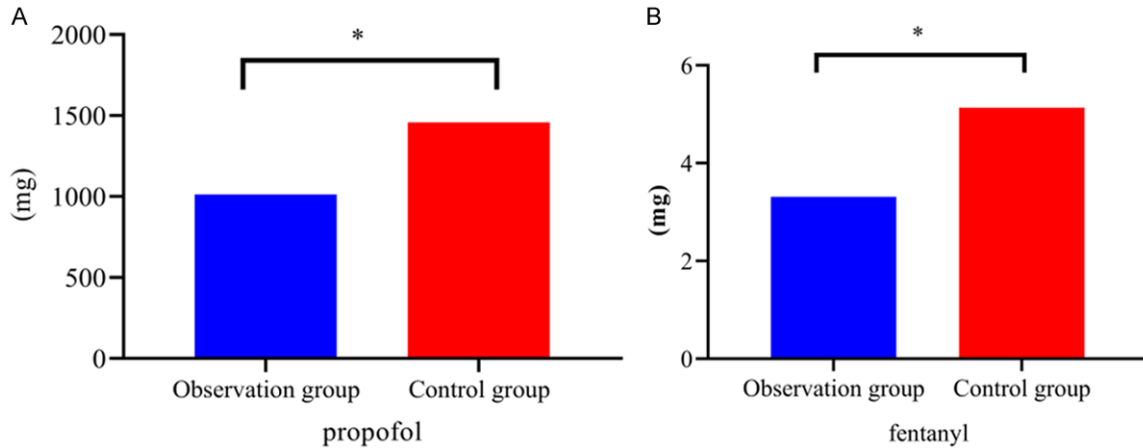 A
*
2000
1500
1000
500
0
(mg)
Observation group
Control group
propofol
B
*
6
4
2
0
(mg)
Observation group
Control group
fentanyl